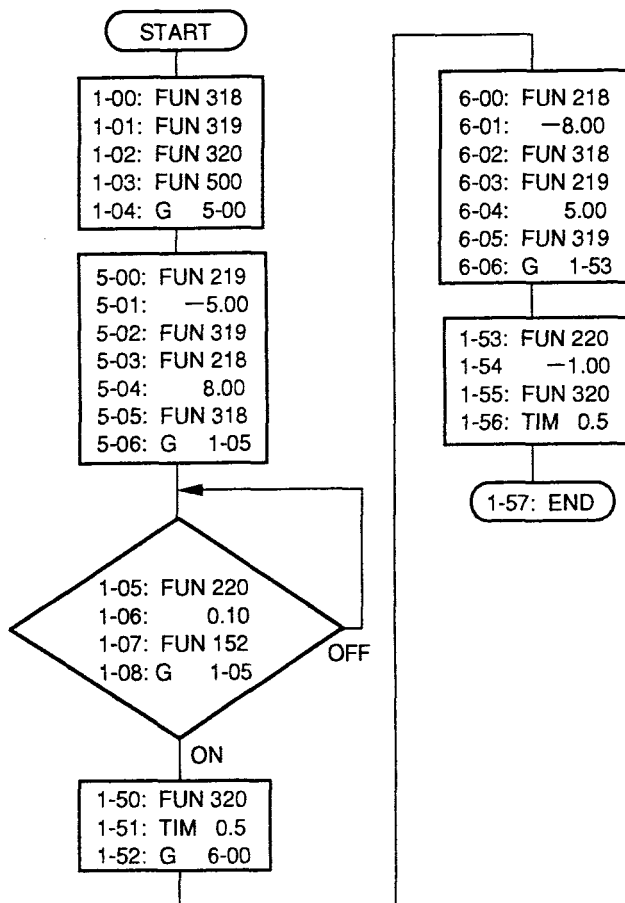 START
1-00: FUN 318
1-01: FUN 319
1-02: FUN 320
1-03: FUN 500
1-04: G 5-00
5-00: FUN 219
5-01: −5.00
5-02: FUN 319
5-03: FUN 218
5-04: 8.00
5-05: FUN 318
5-06: G 1-05
1-05: FUN 220
1-06: 0.10
1-07: FUN 152
1-08: G 1-05
OFF
ON
1-50: FUN 320
1-51: TIM 0.5
1-52: G 6-00
6-00: FUN 218
6-01: −8.00
6-02: FUN 318
6-03: FUN 219
6-04: 5.00
6-05: FUN 319
6-06: G 1-53
1-53: FUN 220
1-54 −1.00
1-55: FUN 320
1-56: TIM 0.5
1-57: END